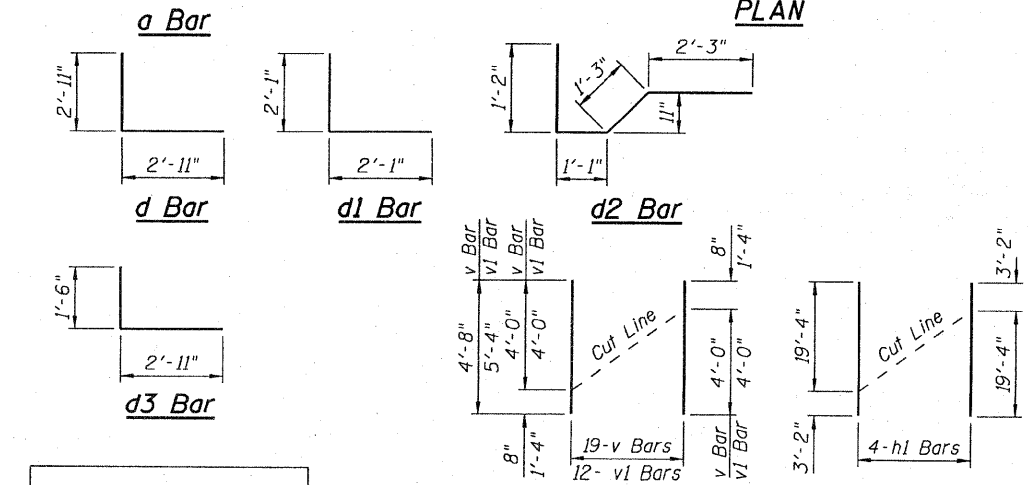 a Bar
PLAN
2'-11"
2'-11"
2'-1"
2'-1"
1'-2"
1'-3"
2'-3"
11"
1'-1"
d Bar
d1 Bar
d2 Bar
1'-6"
2'-11"
d3 Bar
v Bar
v1 Bar
v Bar
v1 Bar
4'-8"
5'-4"
4'-0"
4'-0"
Cut Line
8"
1'-4"
4'-0"
4'-0"
v Bar
v1 Bar
8"
1'-4"
19-v Bars
12- v1 Bars
19'-4"
3'-2"
Cut Line
3'-2"
19'-4"
4-h1 Bars